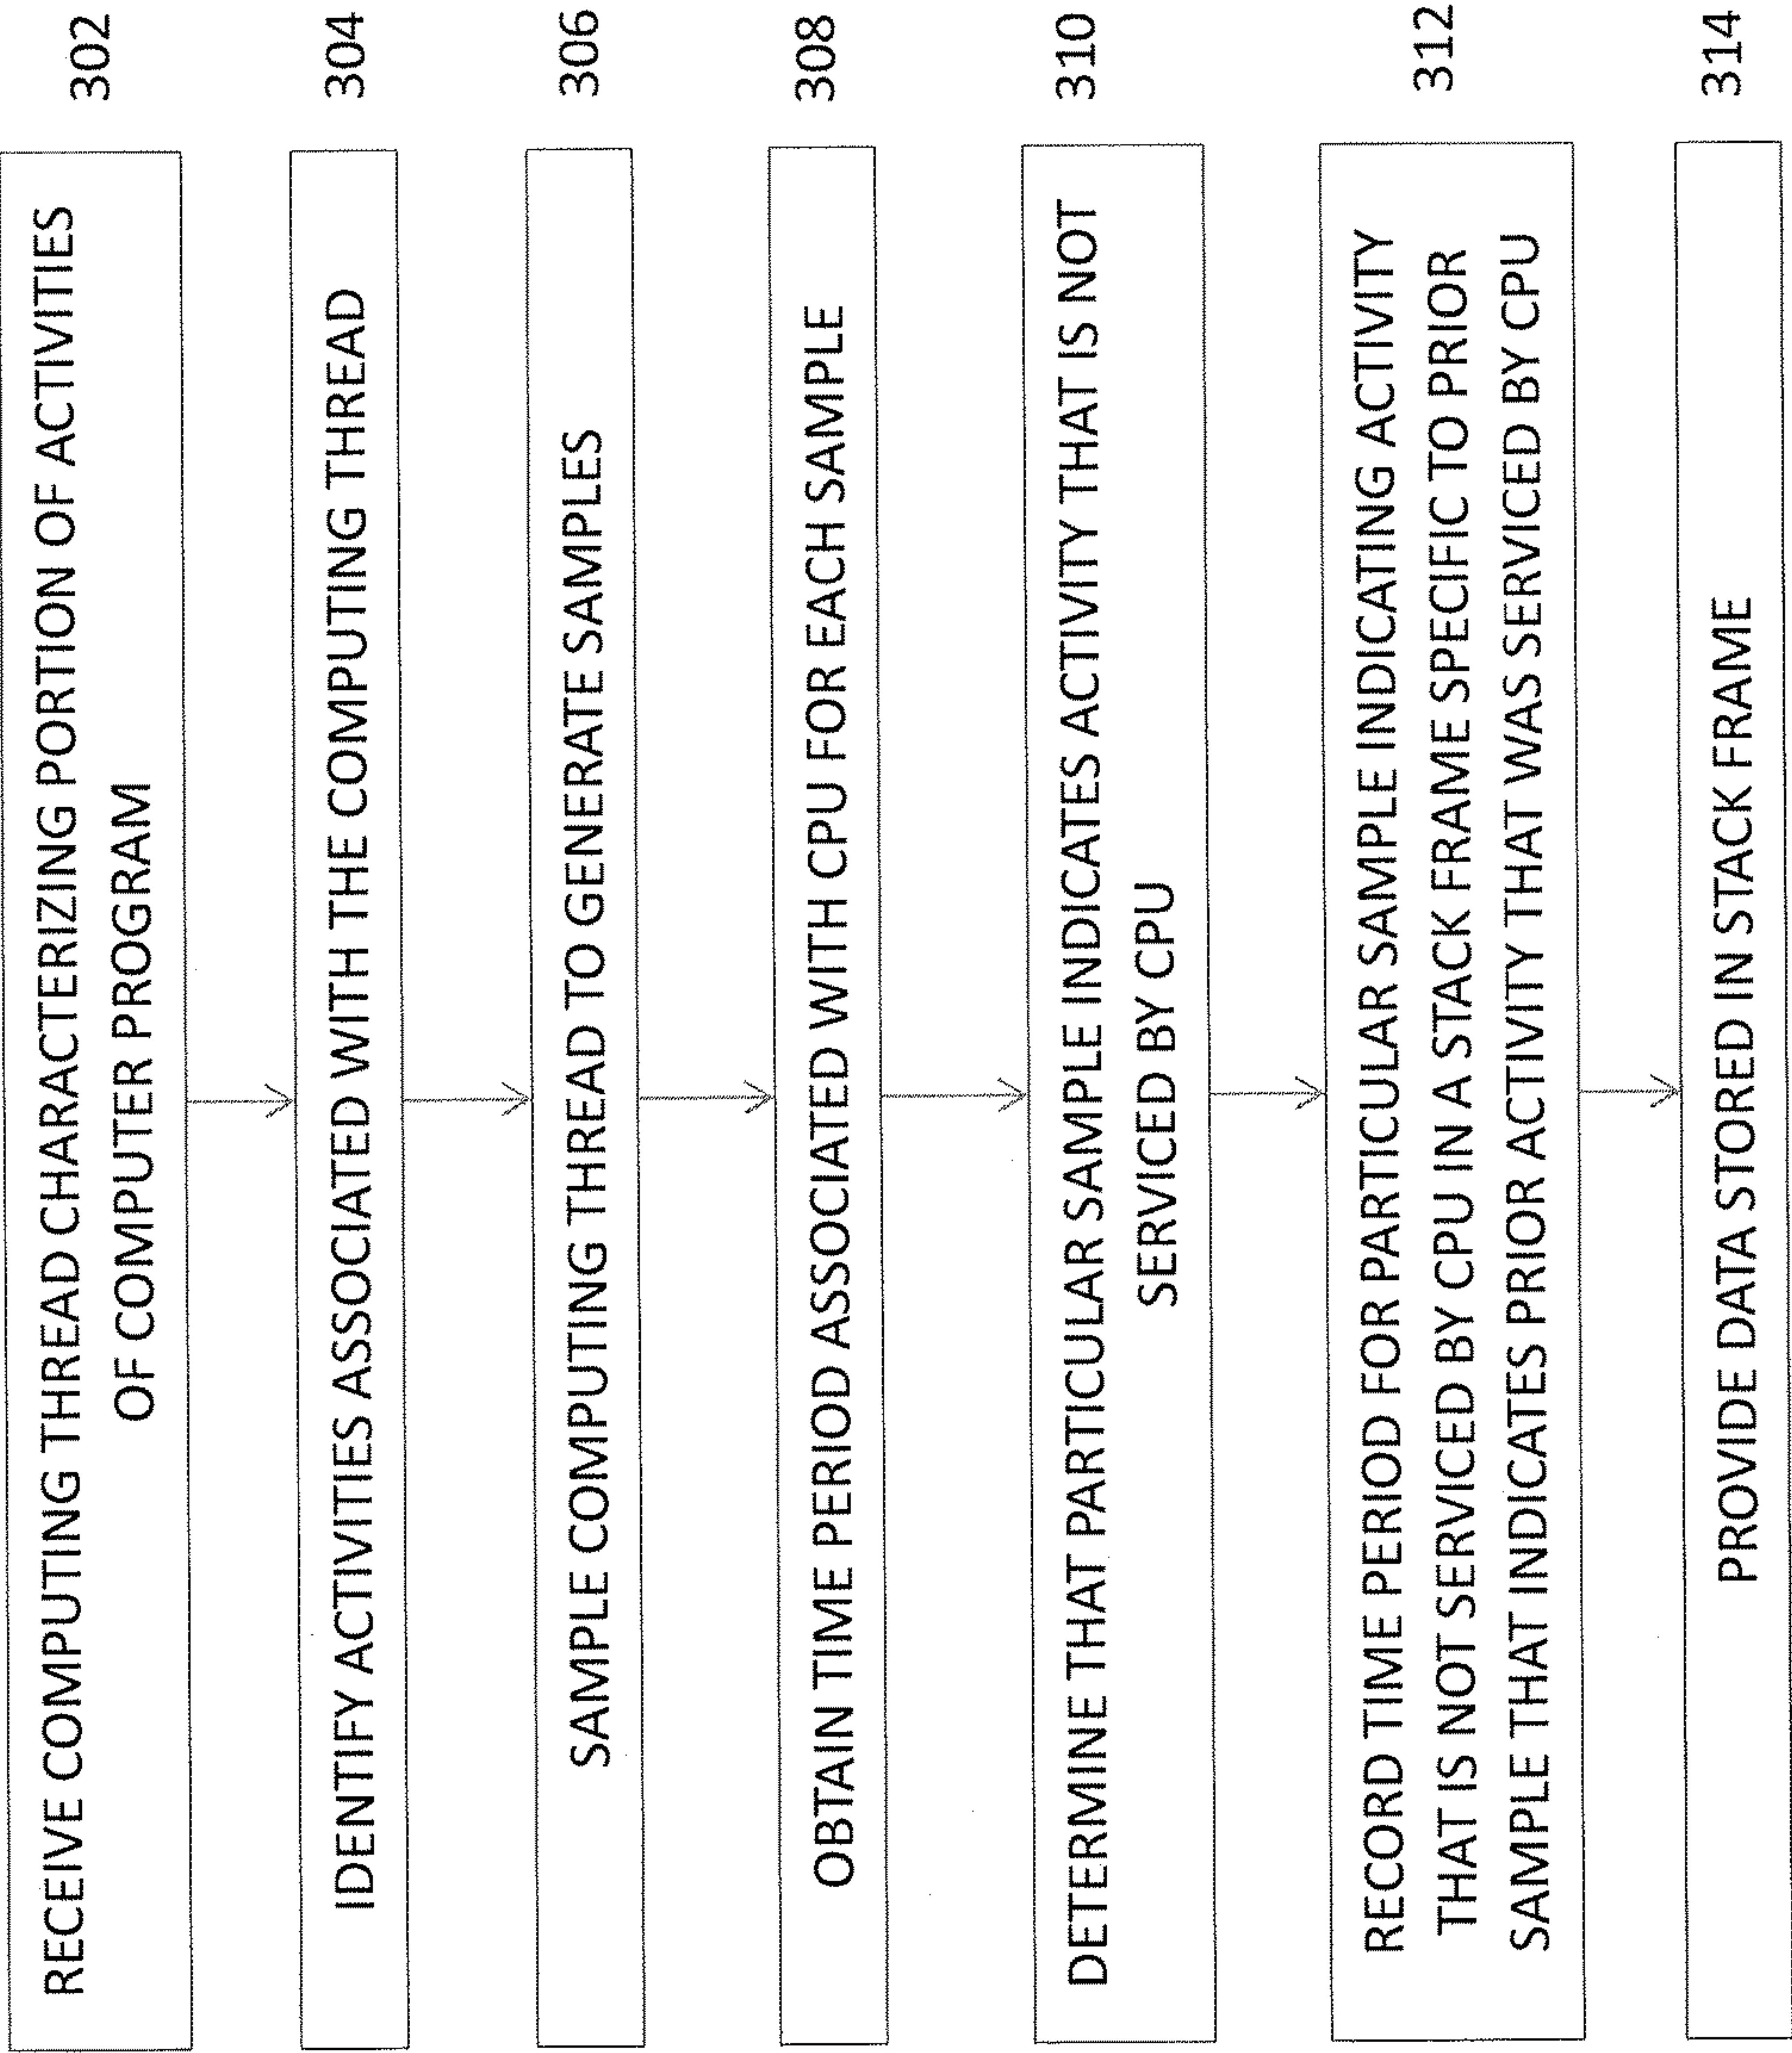 RECEIVE COMPUTING THREAD CHARACTERIZING PORTION OF ACTIVITIES
OF COMPUTER PROGRAM
302
IDENTIFY ACTIVITIES ASSOCIATED WITH THE COMPUTING THREAD
304
SAMPLE COMPUTING THREAD TO GENERATE SAMPLES
306
OBTAIN TIME PERIOD ASSOCIATED WITH CPU FOR EACH SAMPLE
308
DETERMINE THAT PARTICULAR SAMPLE INDICATES ACTIVITY THAT IS NOT
SERVICED BY CPU
310
RECORD TIME PERIOD FOR PARTICULAR SAMPLE INDICATING ACTIVITY
THAT IS NOT SERVICED BY CPU IN A STACK FRAME SPECIFIC TO PRIOR
SAMPLE THAT INDICATES PRIOR ACTIVITY THAT WAS SERVICED BY CPU
312
PROVIDE DATA STORED IN STACK FRAME
314